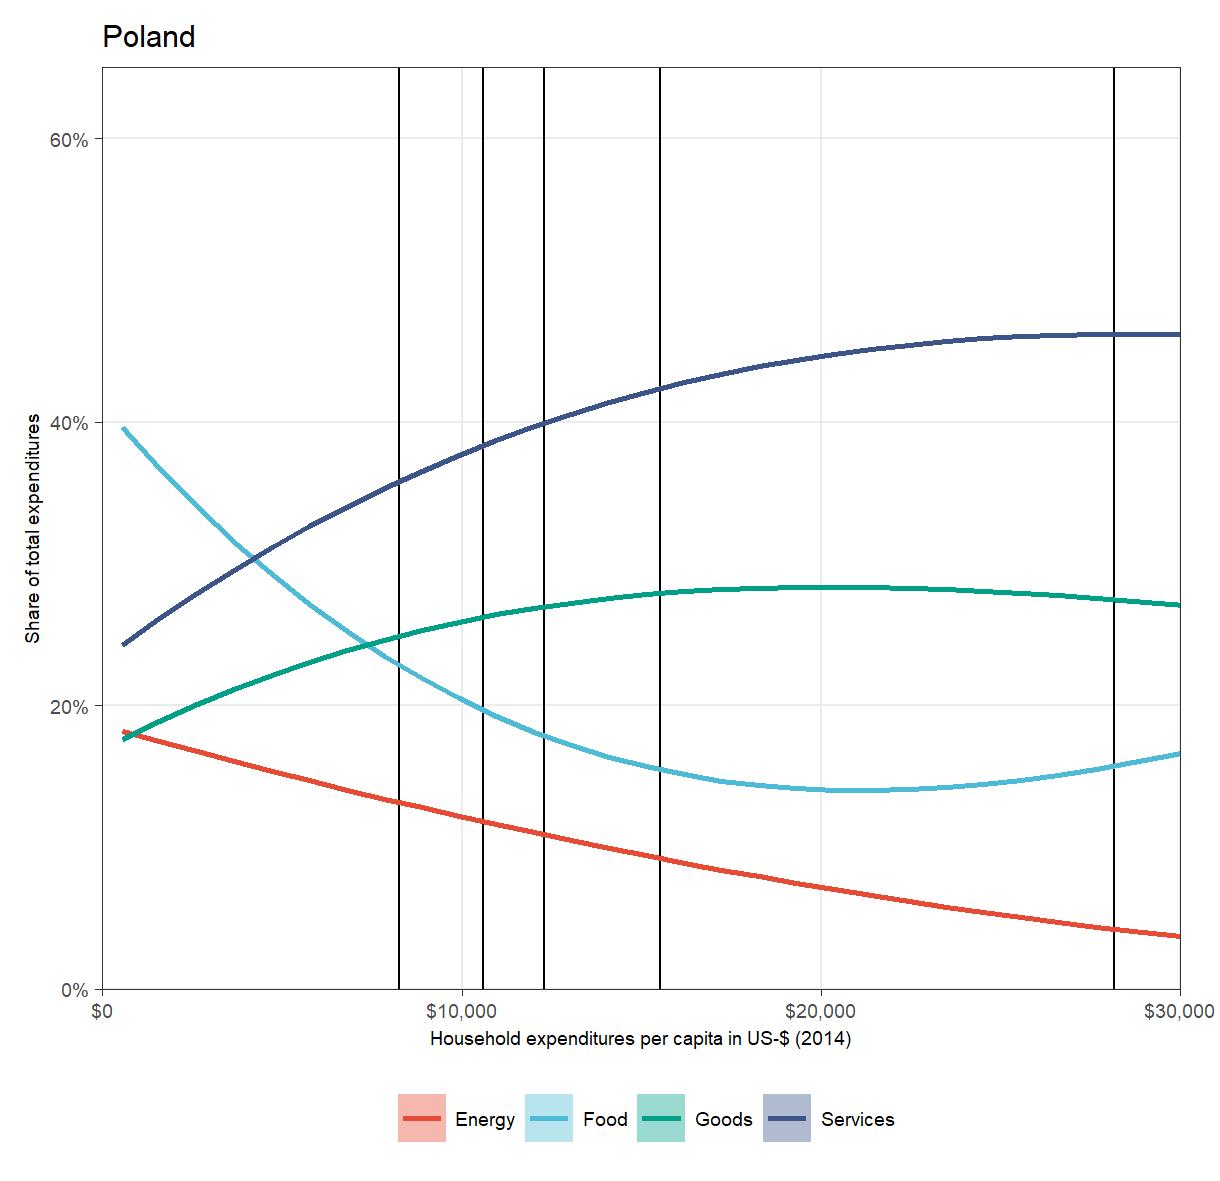 Poland
60%
40%
20%
0%
Share of total expenditures
$0 $10,000 $20,000 $30,000
Household expenditures per capita in US-$ (2014)
Energy Food Goods Services